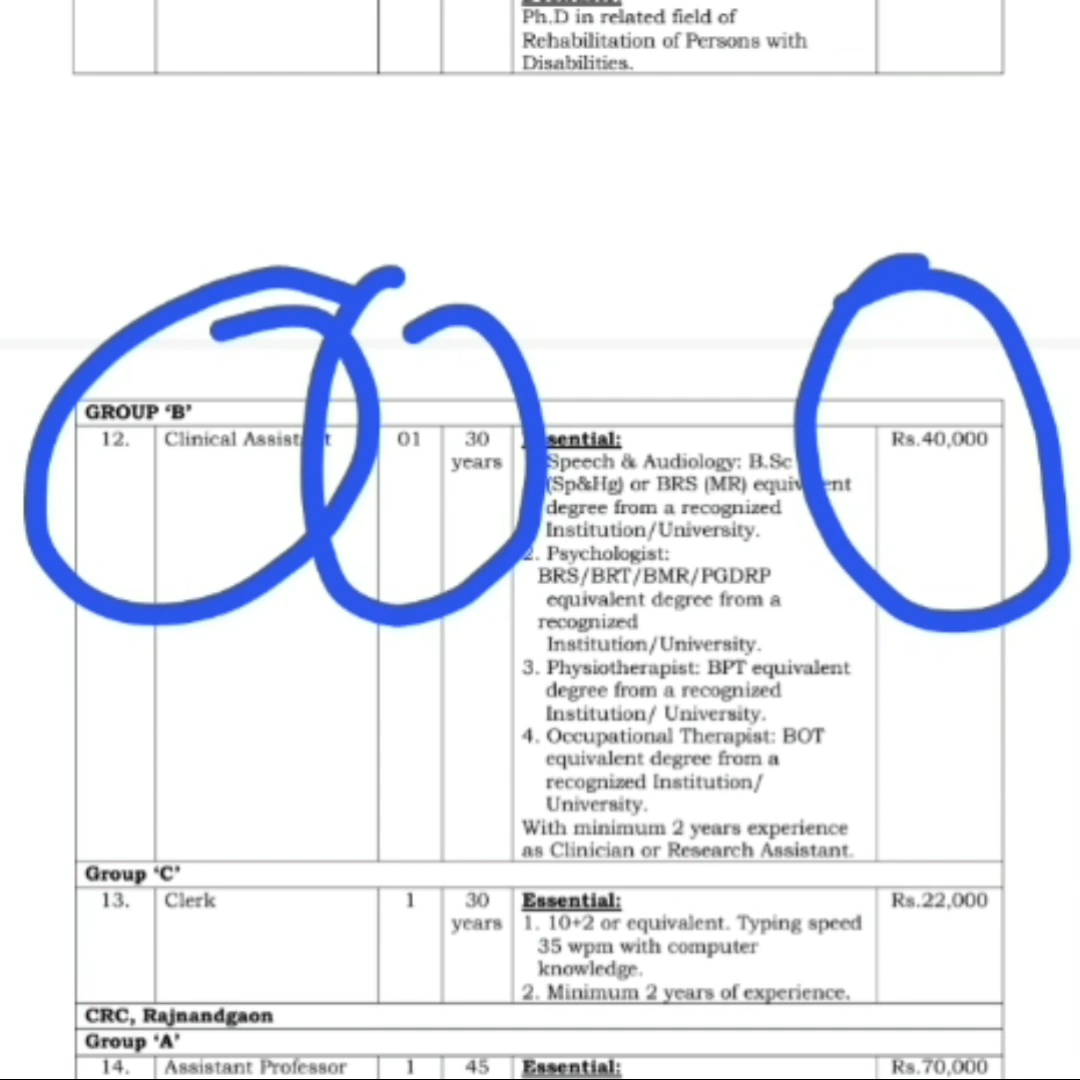 Ph.D in related field of
Rehabilitation of Persons with
Disabilities.
GROUP ‘B’
12. Clinical 01 30 Rs.40,000
years
Speech & Audiology: B.Sc
(Sp&Hg) or BRS (MR)
degree from a recognized
Institution/University.
2. Psychologist:
BRS/BRT/BMR/PGDRP
equivalent degree from a
recognized
Institution/University.
3. Physiotherapist: BPT equivalent
degree from a recognized
Institution/ University.
4. Occupational Therapist: BOT
equivalent degree from a
recognized Institution/
University.
With minimum 2 years experience
as Clinician or Research Assistant.
Group ‘C’
13. Clerk 1 30 Essential: Rs.22,000
years 1. 10+2 or equivalent. Typing speed
35 wpm with computer
knowledge.
2. Minimum 2 years of experience.
CRC, Rajnandgaon
Group ‘A’
14. Assistant Professor 1 45 Essential: Rs.70,000